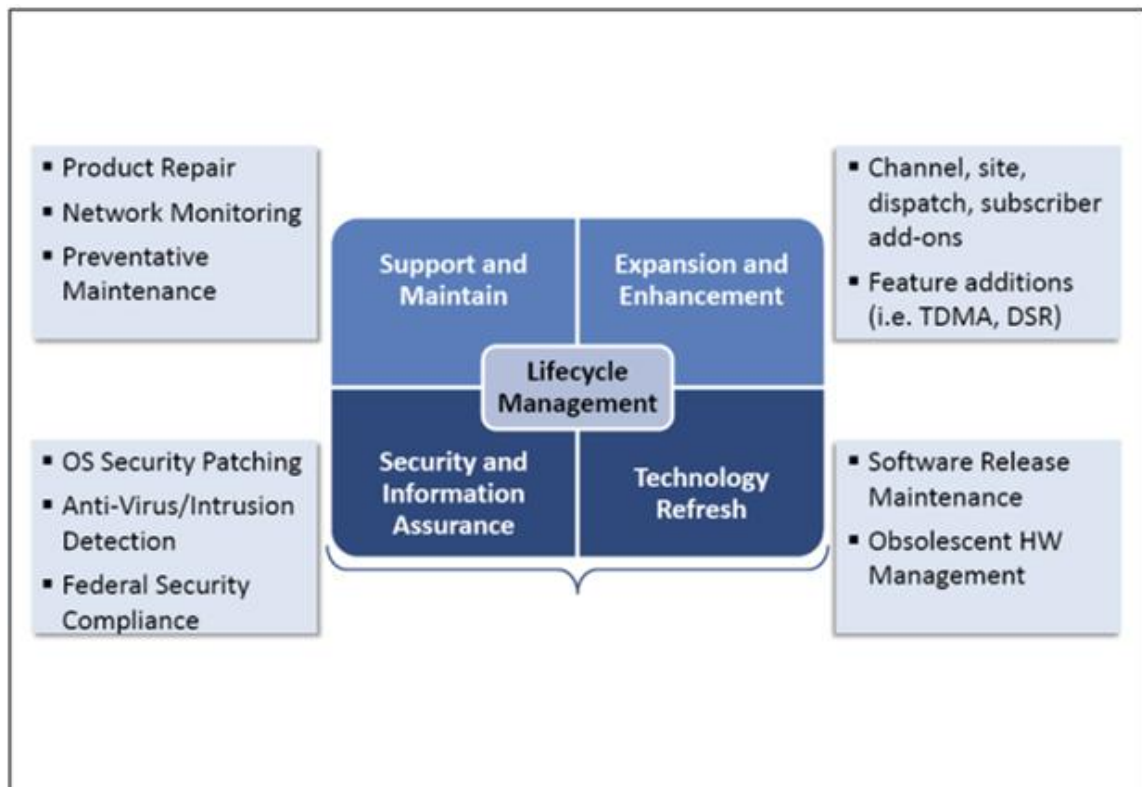 ▪ Product Repair
▪ Network Monitoring
▪ Preventative
Maintenance
Support and
Maintain
Expansion and
Enhancement
▪ Channel, site,
dispatch, subscriber
add-ons
▪ Feature additions
(i.e. TDMA, DSR)
Lifecycle
Management
▪ OS Security Patching
▪ Anti-Virus/Intrusion
Detection
▪ Federal Security
Compliance
Security and
Information
Assurance
Technology
Refresh
▪ Software Release
Maintenance
▪ Obsolescent HW
Management